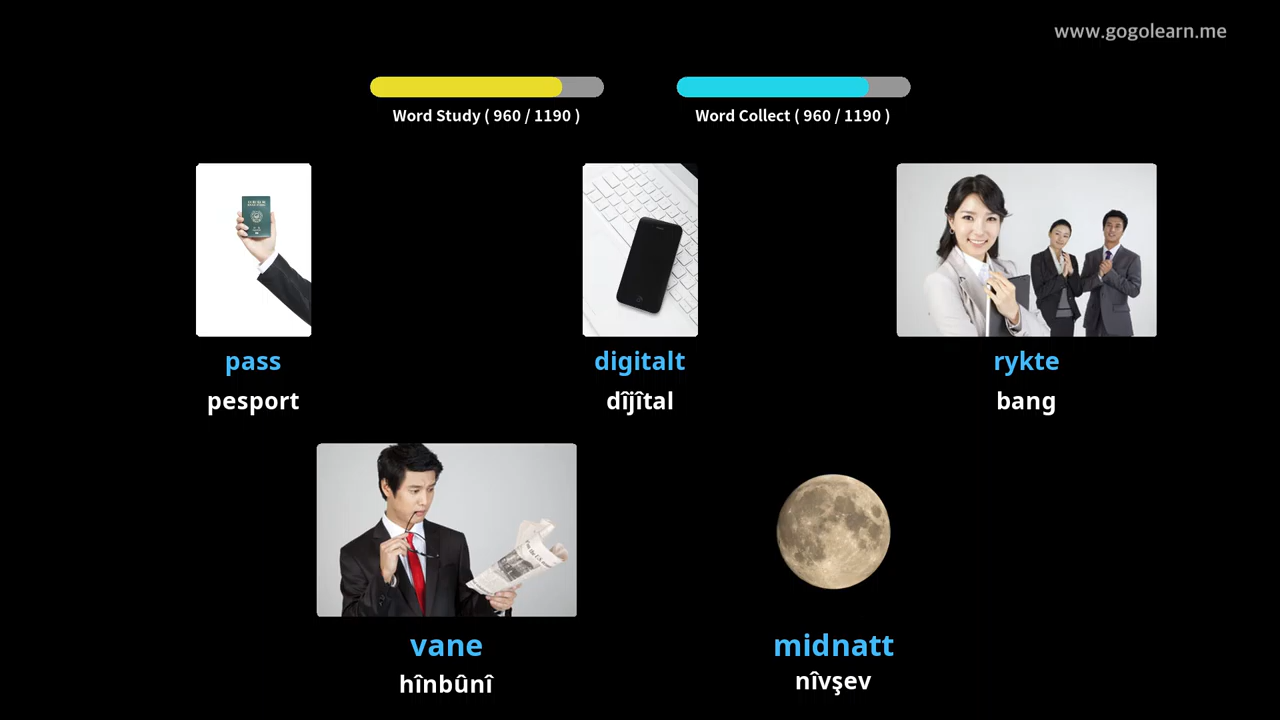 www.gogolearn.me
Word Study ( 960 / 1190 )
Word Collect ( 960 / 1190 )
pass
digitalt
rykte
pesport
dîjîtal
bang
vane
midnatt
hînbûnî
nîvşev